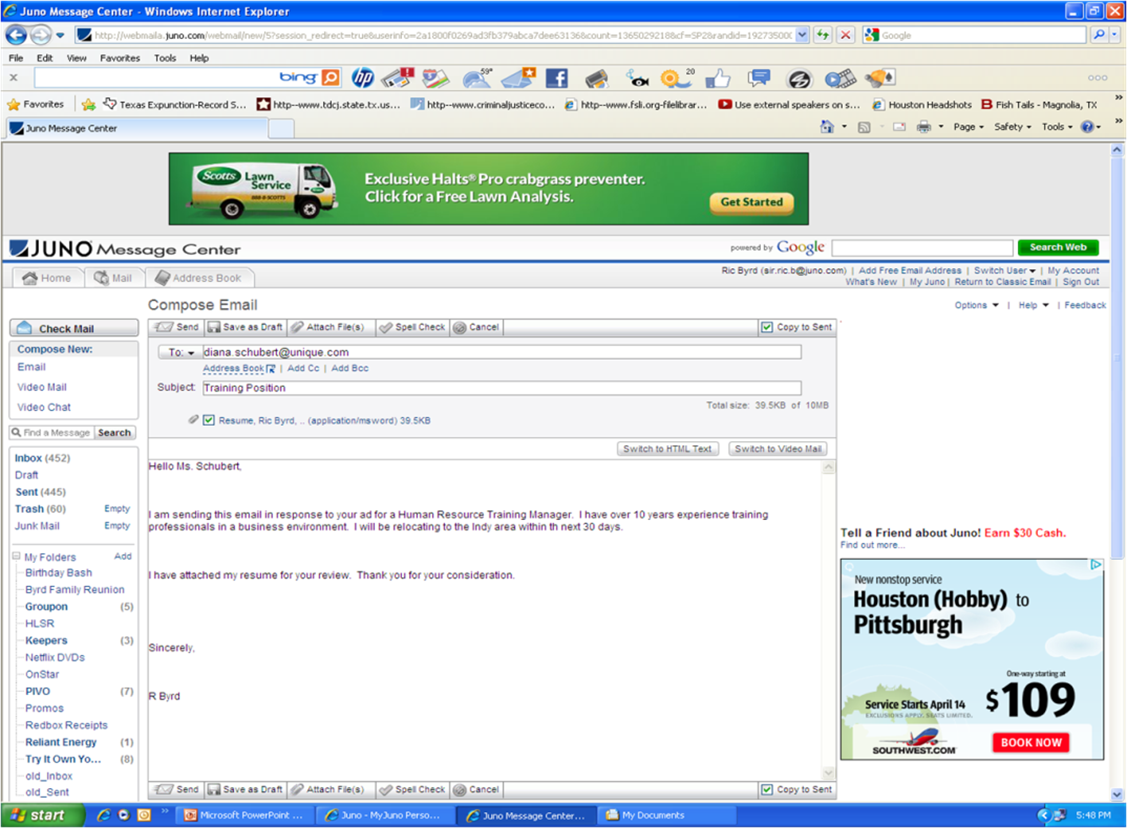 Juno Message Center - Windows Internet Explorer
http://webmaila.juno.com/webmail/new/5?session_redirect=true&userinfo=2a1800f0269ad3fb379abca7dee63136&count=1365029218&cf=SP2&randid=192735000
Google
File Edit View Favorites Tools Help
x bing hp 59° 20
Favorites Texas Expunction-Record S... http--www.tdcj.state.tx.us... http--www.criminaljusticeco... http--www.fsli.org-filelibrar... Use external speakers on s... Houston Headshots Fish Tails - Magnolia, TX
Juno Message Center
Page Safety Tools
Scotts Lawn Service
Exclusive Halts® Pro crabgrass preventer.
Click for a Free Lawn Analysis.
Get Started
JUNO Message Center
powered by Google Search Web
Home Mail Address Book
Ric Byrd (sir.ric.b@juno.com) | Add Free Email Address | Switch User | My Account
What's New | My Juno | Return to Classic Email | Sign Out
Compose Email
Options | Help | Feedback
Check Mail
Compose New:
Email
Video Mail
Video Chat
Find a Message Search
Inbox (452)
Draft
Sent (445)
Trash (60) Empty
Junk Mail Empty
My Folders Add
Birthday Bash
Byrd Family Reunion
Groupon (5)
HLSR
Keepers (3)
Netflix DVDs
OnStar
PIVO (7)
Promos
Redbox Receipts
Reliant Energy (1)
Try It Own Yo... (8)
old_Inbox
old_Sent
Send Save as Draft Attach File(s) Spell Check Cancel Copy to Sent
To: diana.schubert@unique.com
Address Book | Add Cc | Add Bcc
Subject: Training Position
Total size: 39.5KB of 10MB
Resume, Ric Byrd, .. (application/msword) 39.5KB
Switch to HTML Text Switch to Video Mail
Hello Ms. Schubert,
I am sending this email in response to your ad for a Human Resource Training Manager. I have over 10 years experience training
professionals in a business environment. I will be relocating to the Indy area within th next 30 days.
I have attached my resume for your review. Thank you for your consideration.
Sincerely,
R Byrd
Send Save as Draft Attach File(s) Spell Check Cancel Copy to Sent
Tell a Friend about Juno! Earn $30 Cash.
Find out more...
New nonstop service
Houston (Hobby) to
Pittsburgh
One-way starting at
$109
Service Starts April 14
EXCLUSIONS APPLY. SEATS LIMITED.
SOUTHWEST.COM
BOOK NOW
start Microsoft PowerPoint ... Juno - MyJuno Perso... Juno Message Center... My Documents 5:48 PM